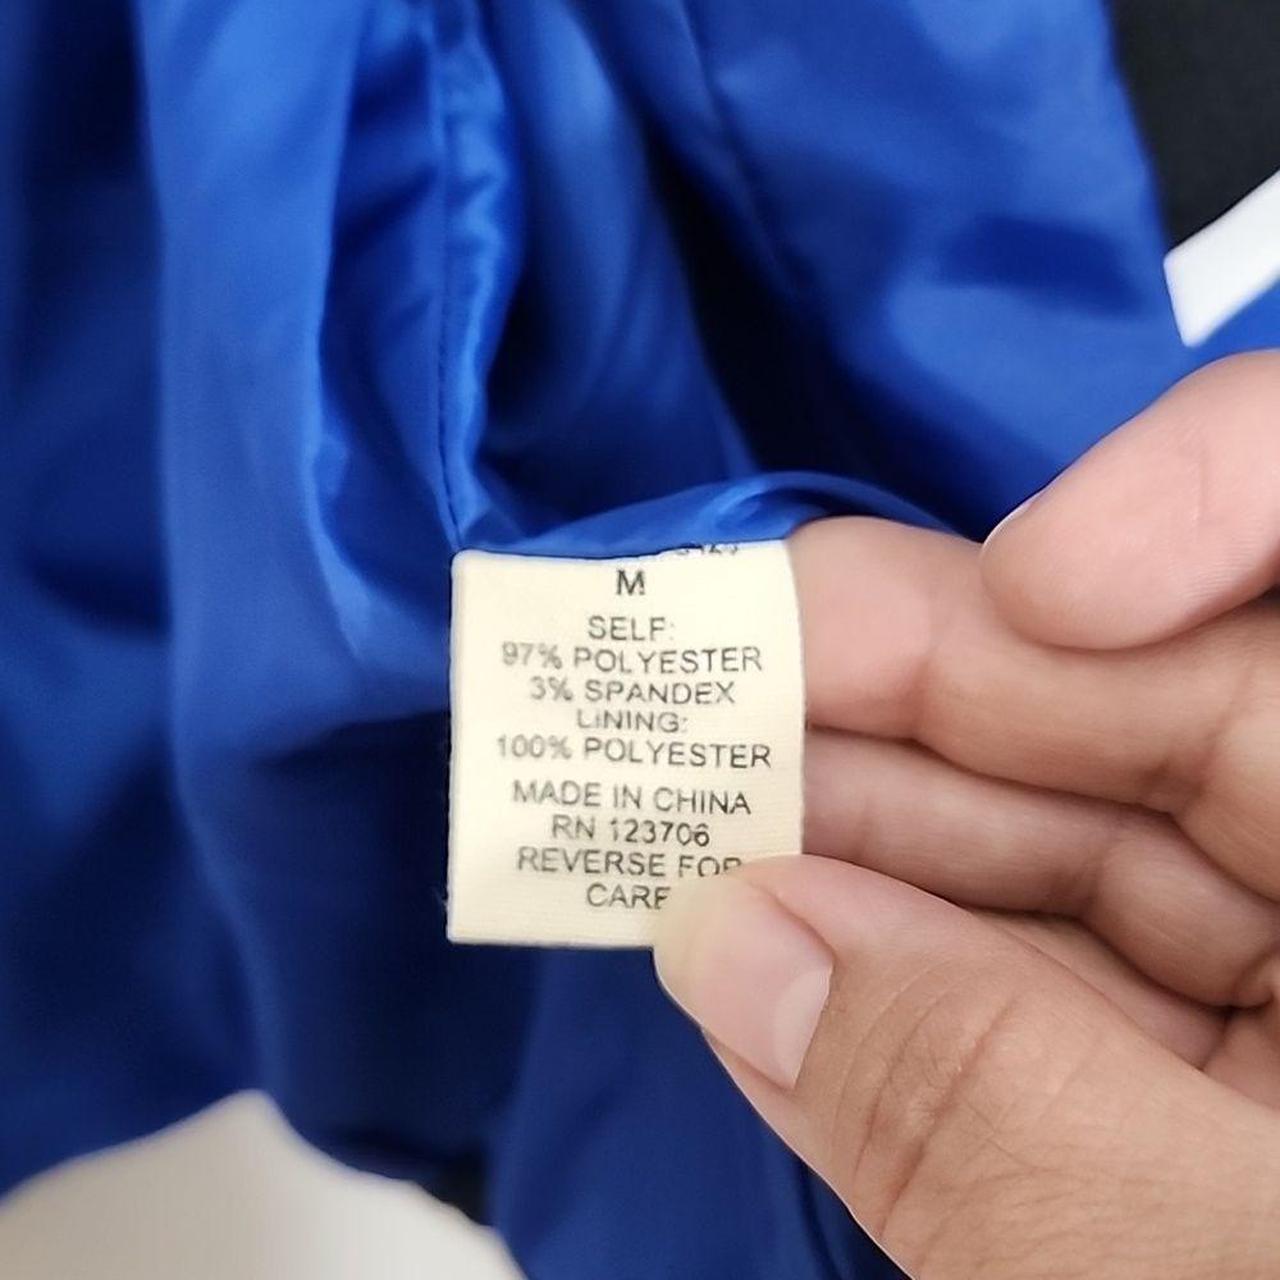 M
SELF:
97% POLYESTER
3% SPANDEX
LINING:
100% POLYESTER
MADE IN CHINA
RN 123706
REVERSE FOR
CARE